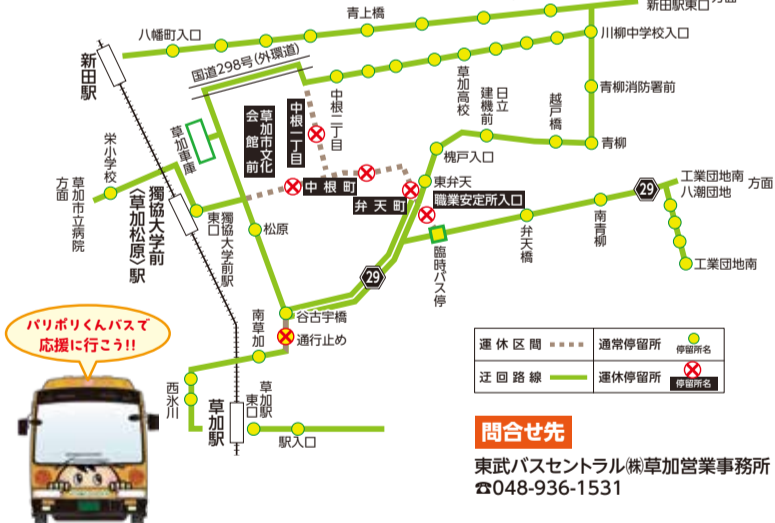 新田駅東口方面
青上橋
八幡町入口
川柳中学校入口
新田駅
国道298号(外環道)
中根二丁目
草加高校
日立建機前
越戸橋
青柳消防署前
青柳
草加市文化会館前
中根一丁目
栄小学校
草加車庫
槐戸入口
草加市立病院方面
獨協大学前〈草加松原〉駅
獨協大学前駅東口
中根町
弁天町
東弁天
職業安定所入口
29
工業団地南
八潮団地
方面
松原
臨時バス停
弁天橋
南青柳
工業団地南
29
谷古宇橋
南草加
通行止め
パリポリくんバスで
応援に行こう!!
西氷川
草加駅
草加駅東口
駅入口
運休区間
通常停留所
停留所名
迂回路線
運休停留所
停留所名
問合せ先
東武バスセントラル㈱草加営業事務所
☎048-936-1531